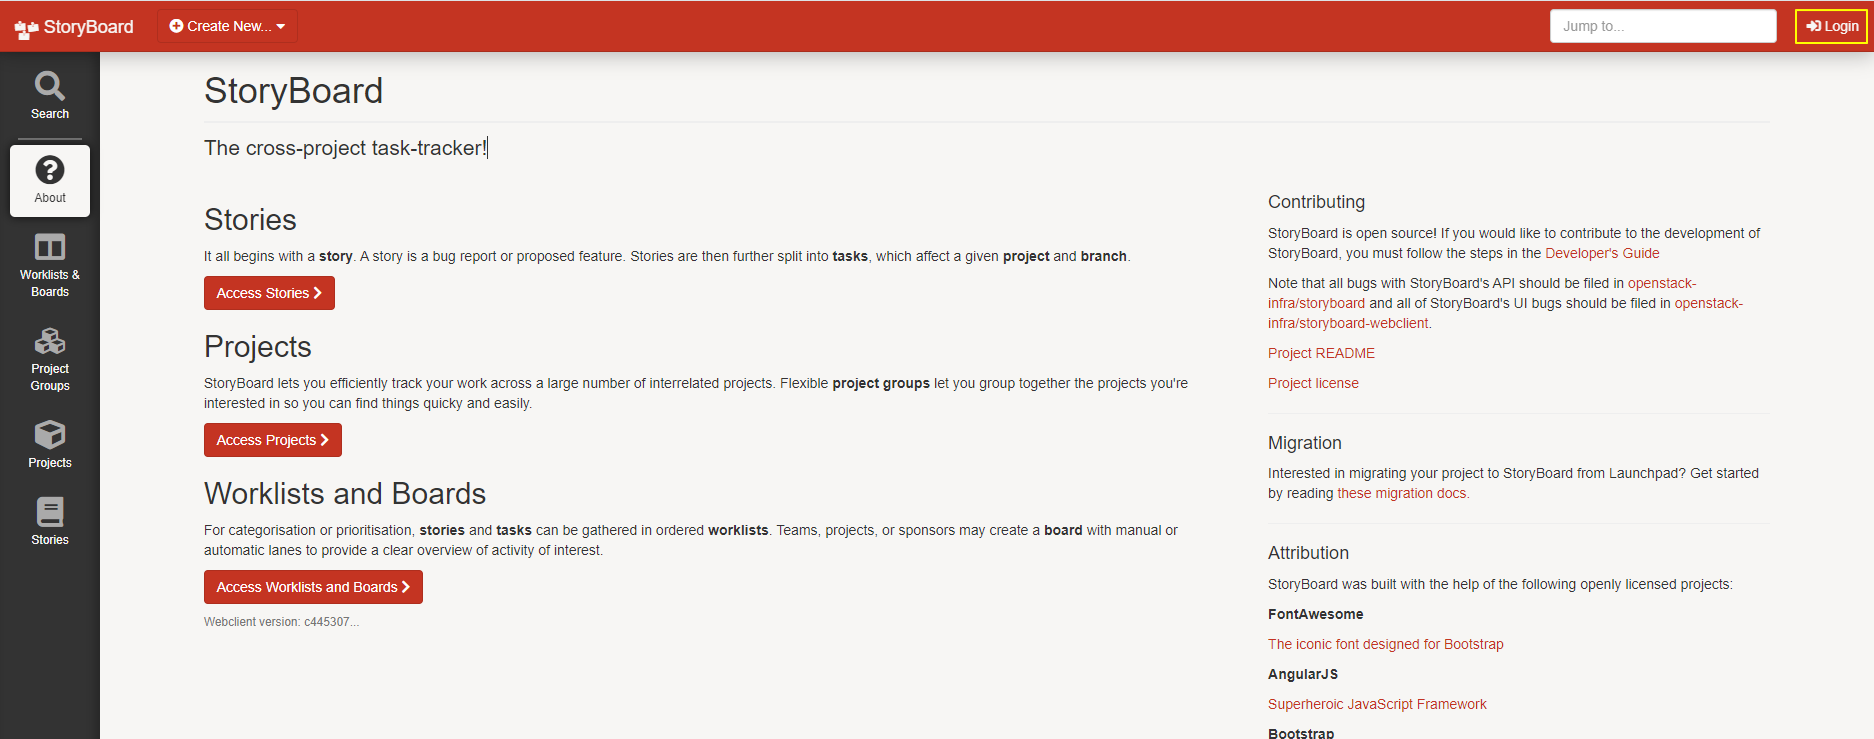 StoryBoard
Create New...
Jump to...
Login
Search
About
Worklists &
Boards
Project
Groups
Projects
Stories
StoryBoard
The cross-project task-tracker!
Stories
It all begins with a story. A story is a bug report or proposed feature. Stories are then further split into tasks, which affect a given project and branch.
Access Stories
Projects
StoryBoard lets you efficiently track your work across a large number of interrelated projects. Flexible project groups let you group together the projects you're
interested in so you can find things quicky and easily.
Access Projects
Worklists and Boards
For categorisation or prioritisation, stories and tasks can be gathered in ordered worklists. Teams, projects, or sponsors may create a board with manual or
automatic lanes to provide a clear overview of activity of interest.
Access Worklists and Boards
Webclient version: c445307...
Contributing
StoryBoard is open source! If you would like to contribute to the development of
StoryBoard, you must follow the steps in the Developer's Guide
Note that all bugs with StoryBoard's API should be filed in openstack-
infra/storyboard and all of StoryBoard's UI bugs should be filed in openstack-
infra/storyboard-webclient.
Project README
Project license
Migration
Interested in migrating your project to StoryBoard from Launchpad? Get started
by reading these migration docs.
Attribution
StoryBoard was built with the help of the following openly licensed projects:
FontAwesome
The iconic font designed for Bootstrap
AngularJS
Superheroic JavaScript Framework
Bootstrap